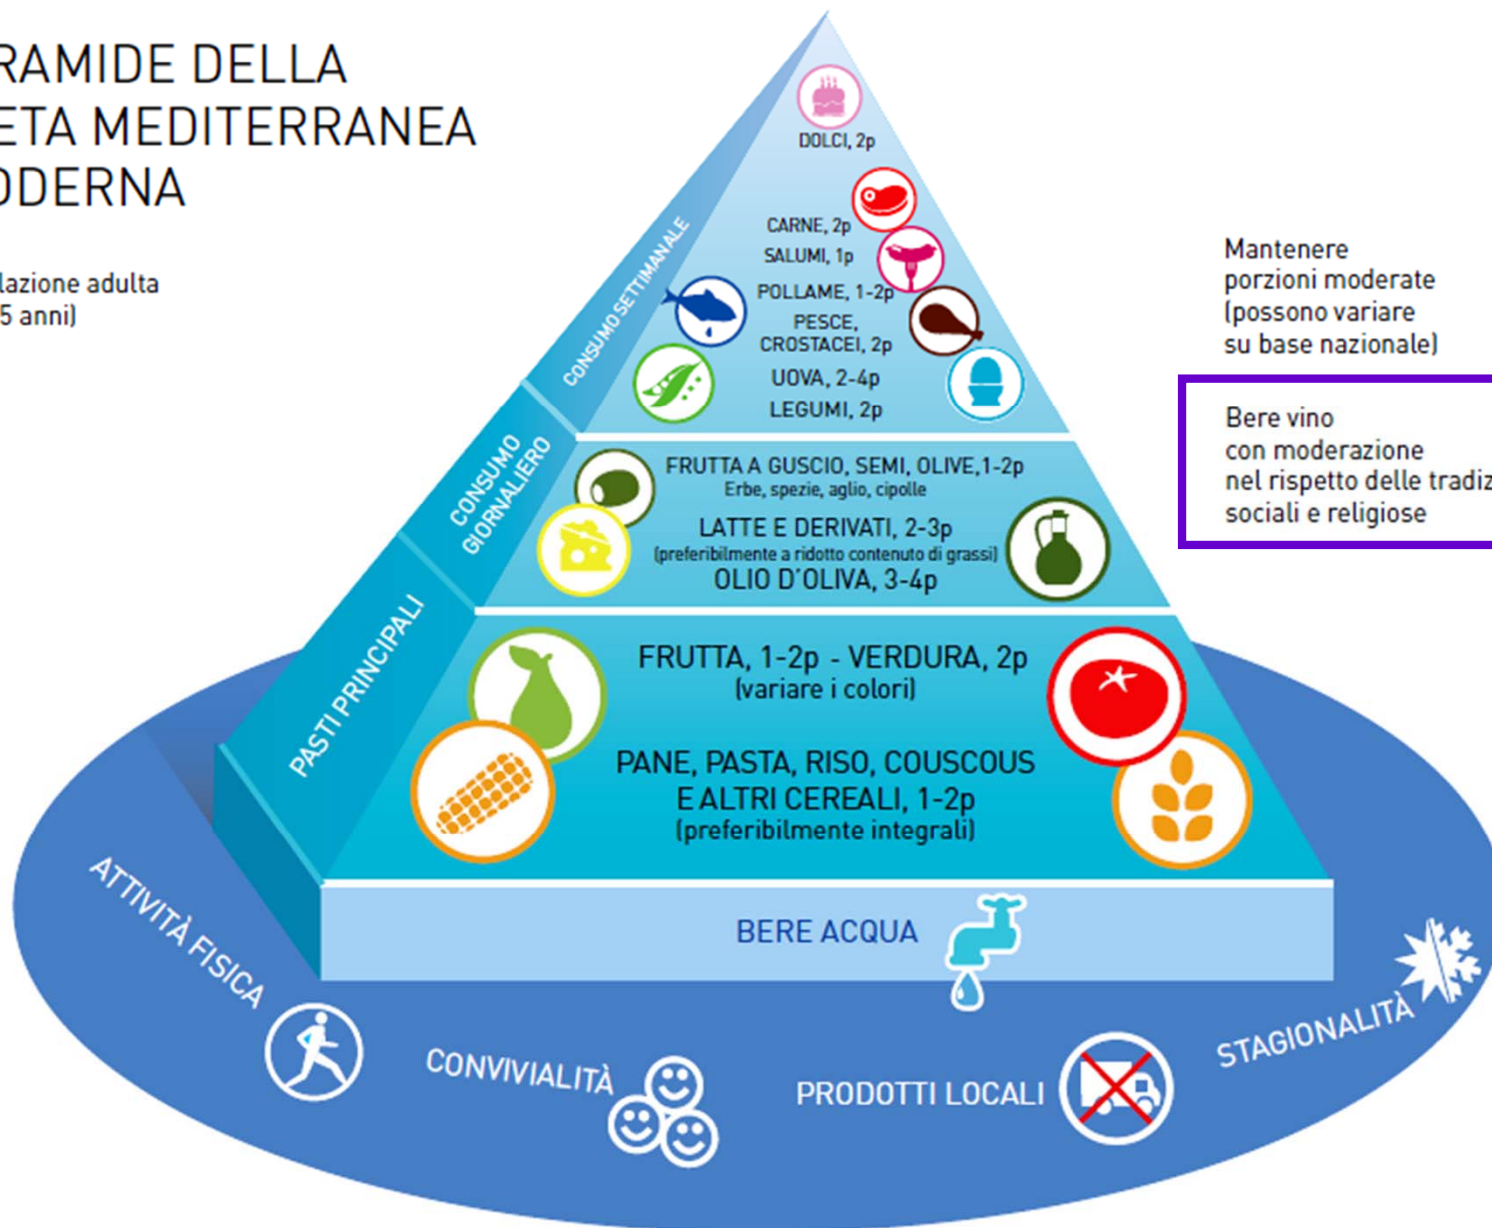 RAMIDE DELLA
ETA MEDITERRANEA
ODERNA
lazione adulta
5 anni)
DOLCI, 2p
CARNE, 2p
SALUMI, 1p
POLLAME, 1-2p
PESCE,
CROSTACEI, 2p
UOVA, 2-4p
LEGUMI, 2p
CONSUMO SETTIMANALE
Mantenere
porzioni moderate
(possono variare
su base nazionale)
Bere vino
con moderazione
nel rispetto delle tradiz
sociali e religiose
CONSUMO
GIORNALIERO
FRUTTA A GUSCIO, SEMI, OLIVE,1-2p
Erbe, spezie, aglio, cipolle
LATTE E DERIVATI, 2-3p
(preferibilmente a ridotto contenuto di grassi)
OLIO D'OLIVA, 3-4p
PASTI PRINCIPALI
FRUTTA, 1-2p - VERDURA, 2p
(variare i colori)
PANE, PASTA, RISO, COUSCOUS
E ALTRI CEREALI, 1-2p
(preferibilmente integrali)
BERE ACQUA
ATTIVITÀ FISICA
CONVIVIALITÀ
PRODOTTI LOCALI
STAGIONALITÀ